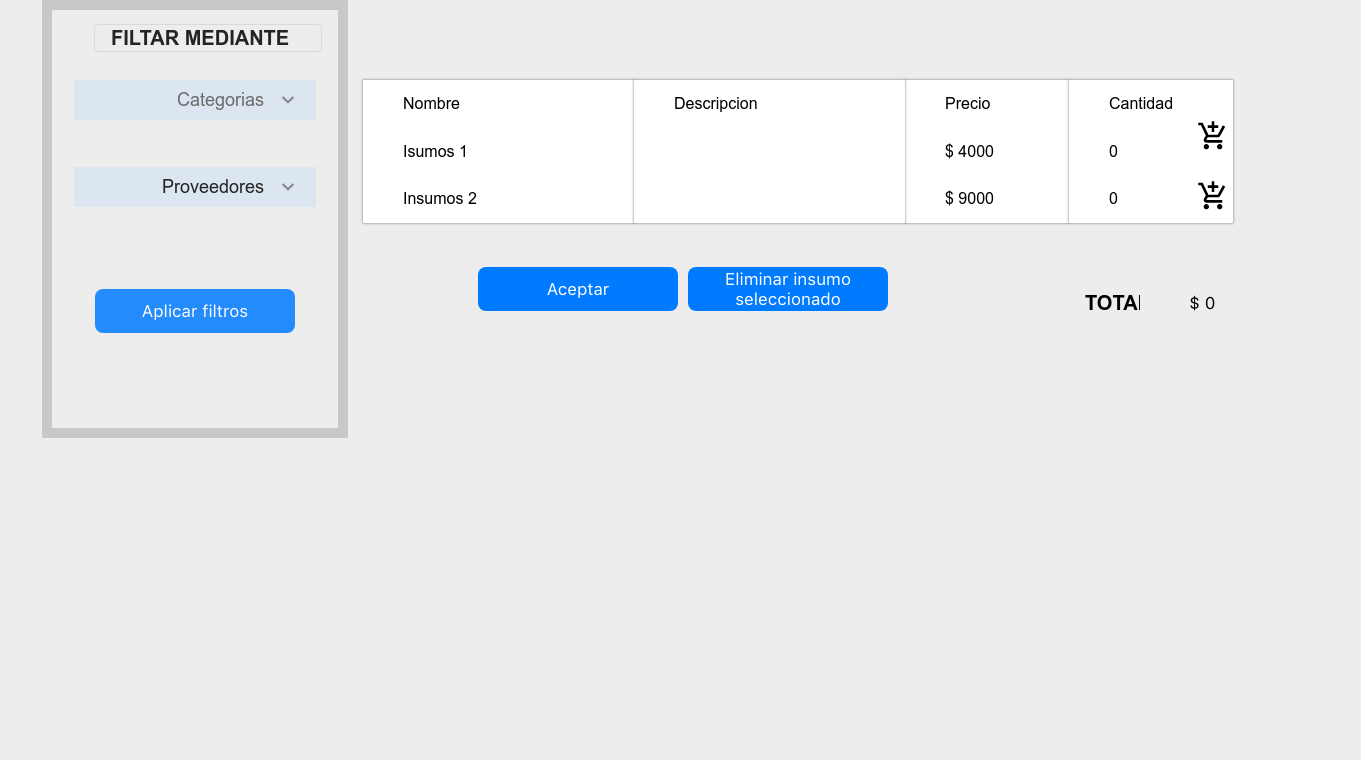 FILTAR MEDIANTE
Categorias
Proveedores
Aplicar filtros
Nombre Descripcion Precio Cantidad
Isumos 1 $ 4000 0
Insumos 2 $ 9000 0
Aceptar
Eliminar insumo
seleccionado
TOTAL $ 0